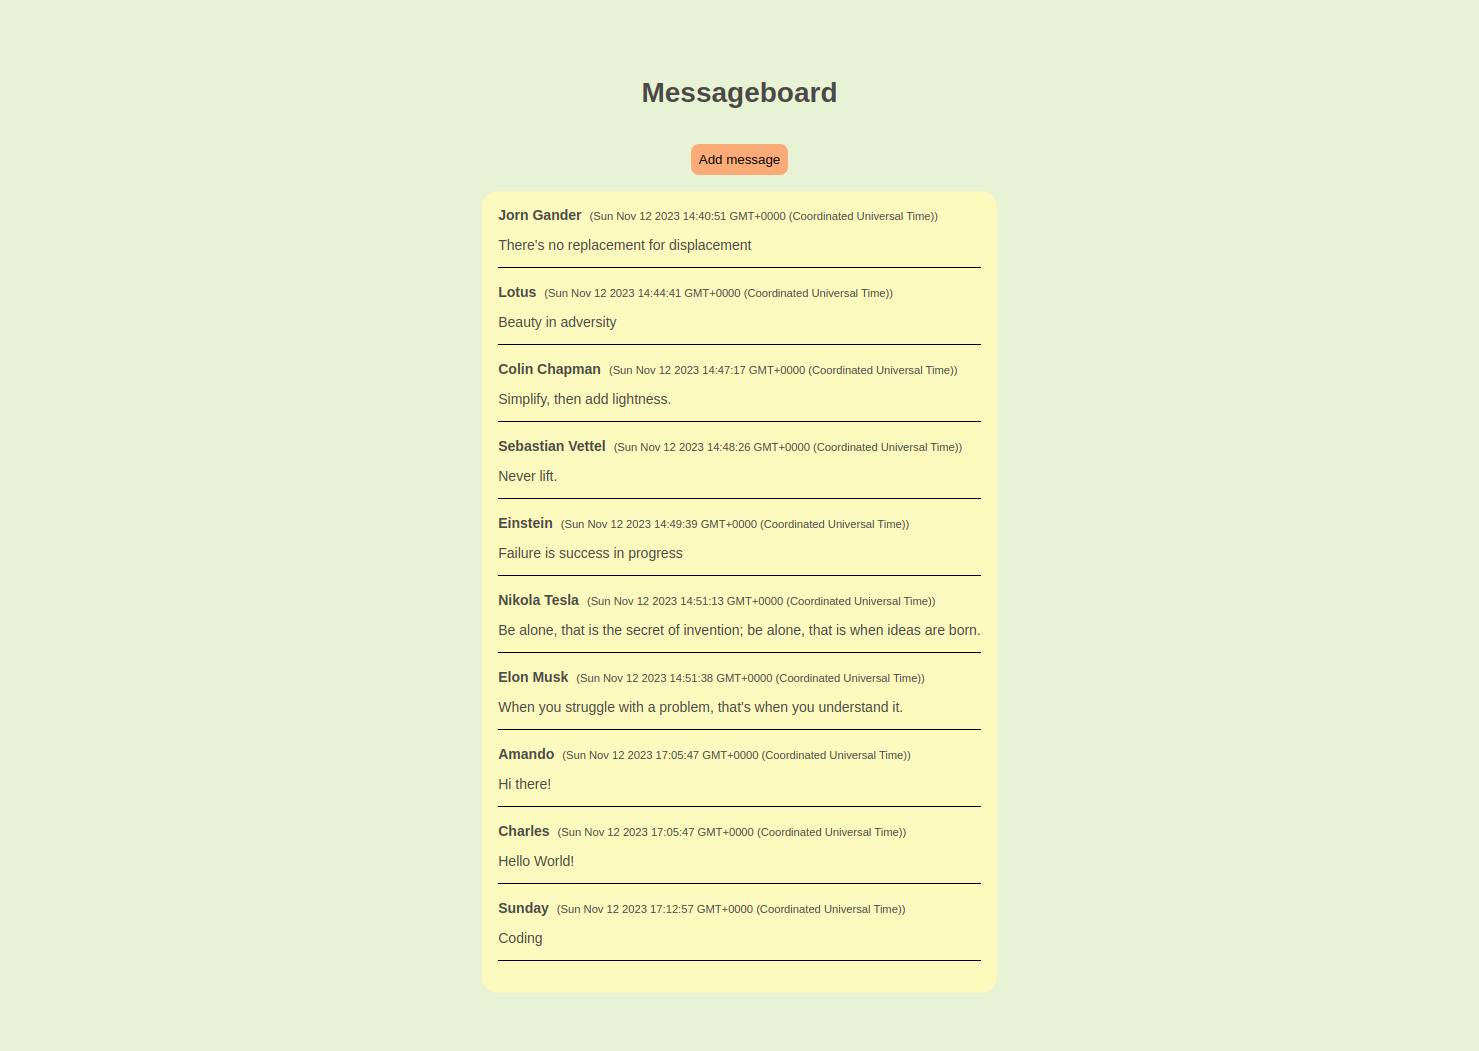 Messageboard
Add message
Jorn Gander (Sun Nov 12 2023 14:40:51 GMT+0000 (Coordinated Universal Time))
There's no replacement for displacement
Lotus (Sun Nov 12 2023 14:44:41 GMT+0000 (Coordinated Universal Time))
Beauty in adversity
Colin Chapman (Sun Nov 12 2023 14:47:17 GMT+0000 (Coordinated Universal Time))
Simplify, then add lightness.
Sebastian Vettel (Sun Nov 12 2023 14:48:26 GMT+0000 (Coordinated Universal Time))
Never lift.
Einstein (Sun Nov 12 2023 14:49:39 GMT+0000 (Coordinated Universal Time))
Failure is success in progress
Nikola Tesla (Sun Nov 12 2023 14:51:13 GMT+0000 (Coordinated Universal Time))
Be alone, that is the secret of invention; be alone, that is when ideas are born.
Elon Musk (Sun Nov 12 2023 14:51:38 GMT+0000 (Coordinated Universal Time))
When you struggle with a problem, that's when you understand it.
Amando (Sun Nov 12 2023 17:05:47 GMT+0000 (Coordinated Universal Time))
Hi there!
Charles (Sun Nov 12 2023 17:05:47 GMT+0000 (Coordinated Universal Time))
Hello World!
Sunday (Sun Nov 12 2023 17:12:57 GMT+0000 (Coordinated Universal Time))
Coding